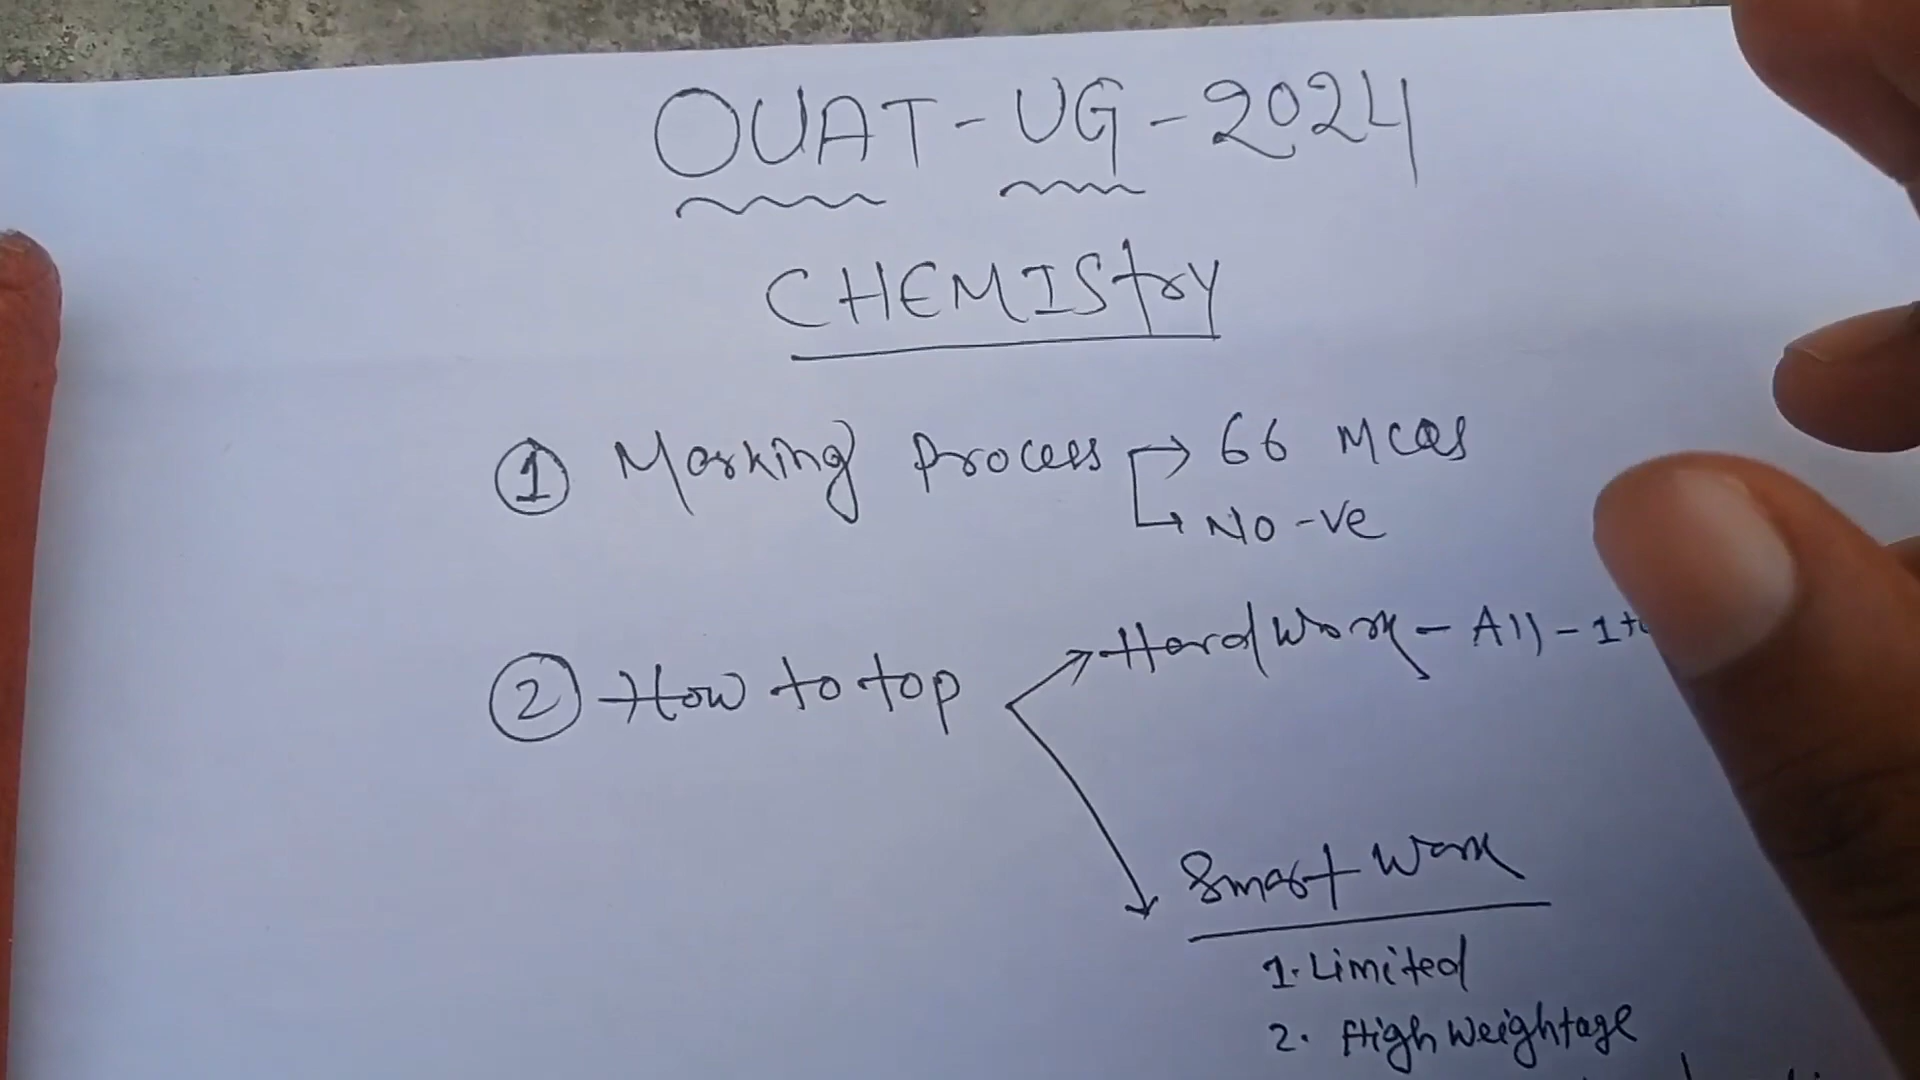 OUAT-UG-2024
CHEMIStry
① Marking Process → 66 MCQs
→ No -ve
② How to top → Hard Work - All - 1
→ Smart Work
1. Limited
2. High Weightage